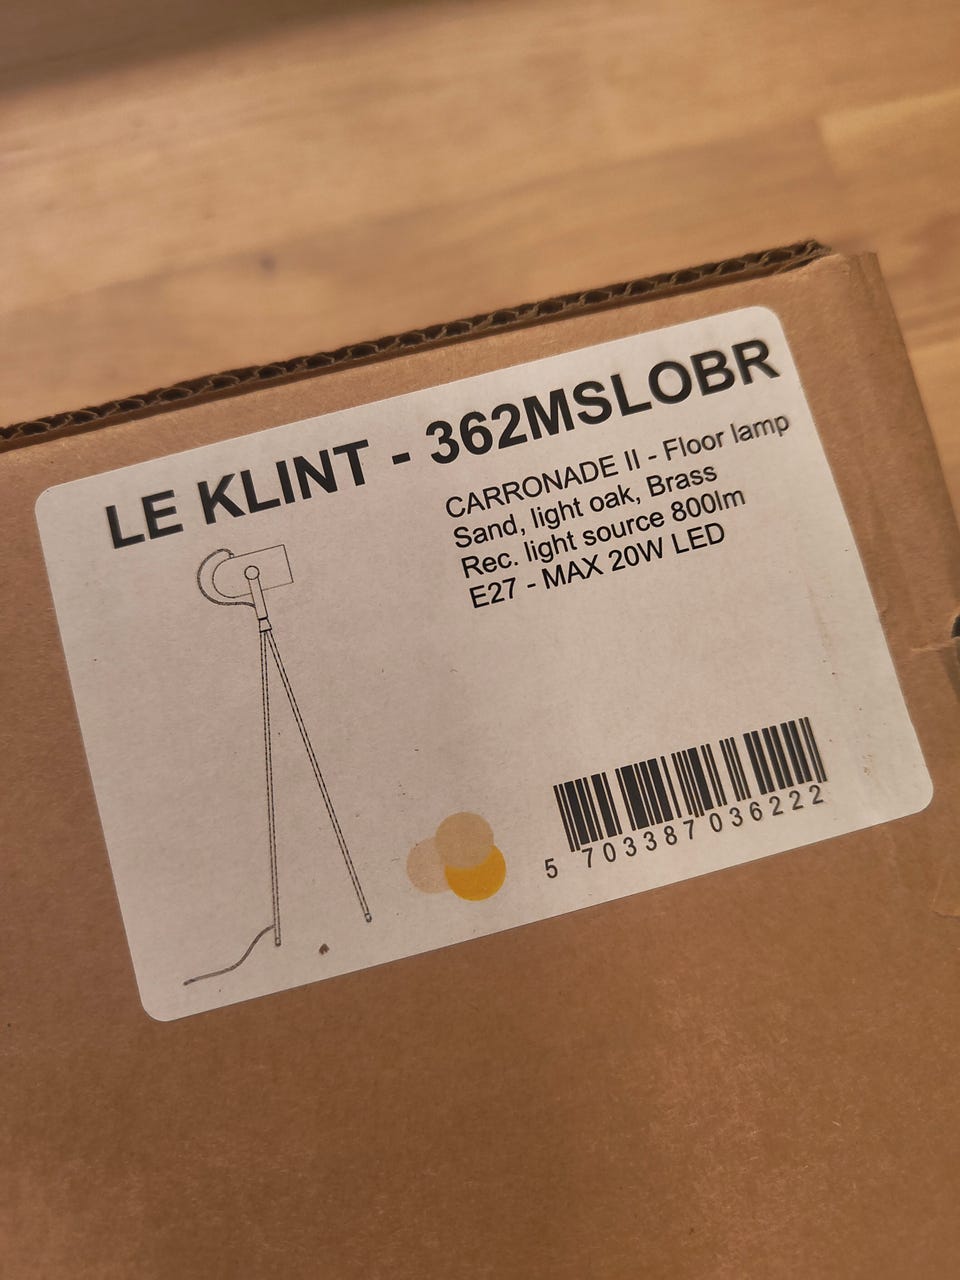 LE KLINT - 362MSLOBR
CARRONADE II - Floor lamp
Sand, light oak, Brass
Rec. light source 800lm
E27 - MAX 20W LED
5 703387 036222